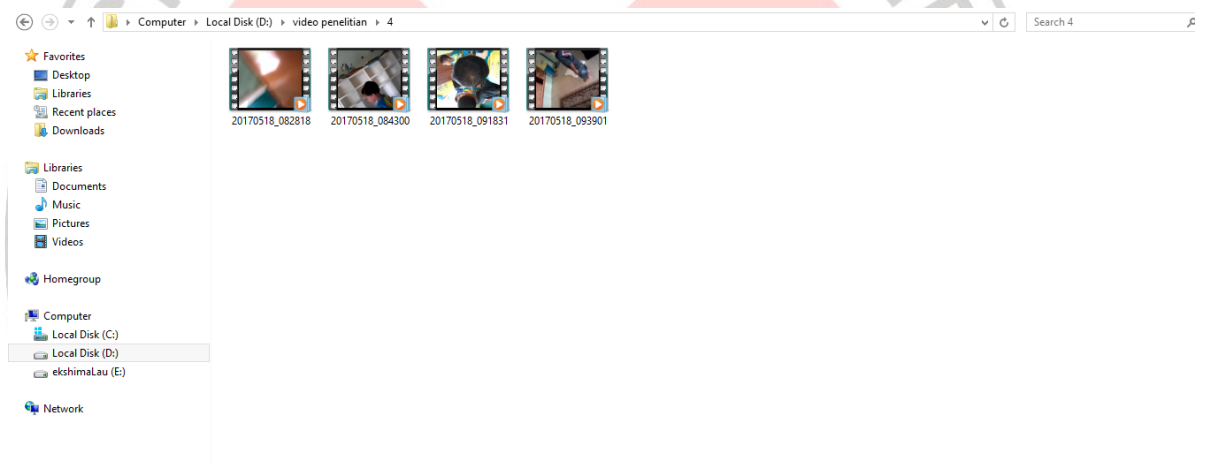 Computer Local Disk (D:) video penelitian 4
Search 4
Favorites
Desktop
Libraries
Recent places
Downloads
Libraries
Documents
Music
Pictures
Videos
Homegroup
Computer
Local Disk (C:)
Local Disk (D:)
ekshimaLau (E:)
Network
20170518_082818 20170518_084300 20170518_091831 20170518_093901